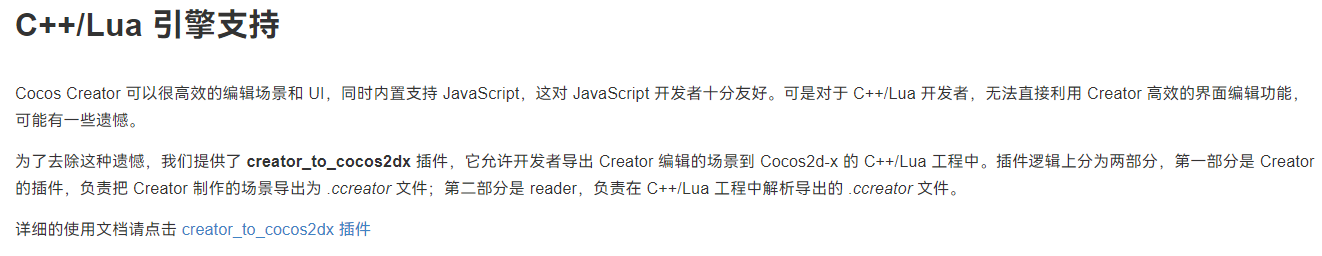 C++/Lua 引擎支持
Cocos Creator 可以很高效的编辑场景和 UI，同时内置支持 JavaScript，这对 JavaScript 开发者十分友好。可是对于 C++/Lua 开发者，无法直接利用 Creator 高效的界面编辑功能，
可能有一些遗憾。
为了去除这种遗憾，我们提供了 creator_to_cocos2dx 插件，它允许开发者导出 Creator 编辑的场景到 Cocos2d-x 的 C++/Lua 工程中。插件逻辑上分为两部分，第一部分是 Creator
的插件，负责把 Creator 制作的场景导出为 .ccreator 文件；第二部分是 reader，负责在 C++/Lua 工程中解析导出的 .ccreator 文件。
详细的使用文档请点击 creator_to_cocos2dx 插件